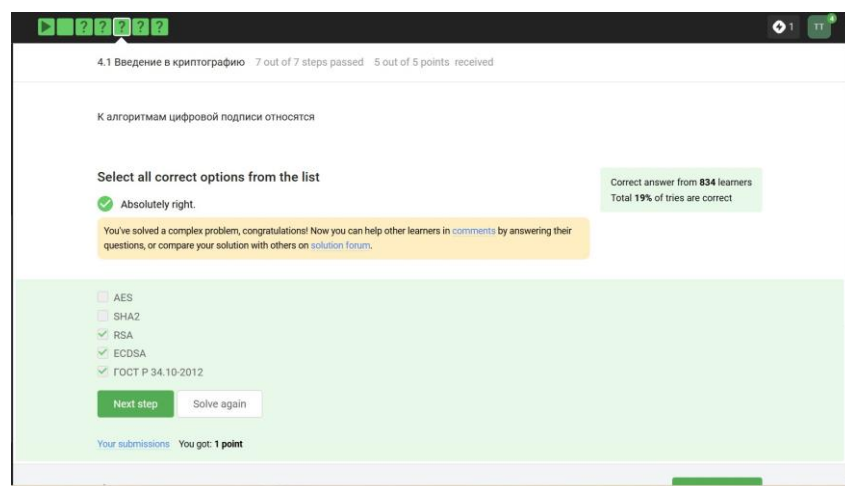 ? ? ? ? ?
1 TT 4
4.1 Введение в криптографию 7 out of 7 steps passed 5 out of 5 points received
К алгоритмам цифровой подписи относятся
Select all correct options from the list
Absolutely right.
You've solved a complex problem, congratulations! Now you can help other learners in comments by answering their
questions, or compare your solution with others on solution forum.
Correct answer from 834 learners
Total 19% of tries are correct
AES
SHA2
RSA
ECDSA
ГОСТ Р 34.10-2012
Next step Solve again
Your submissions You got: 1 point